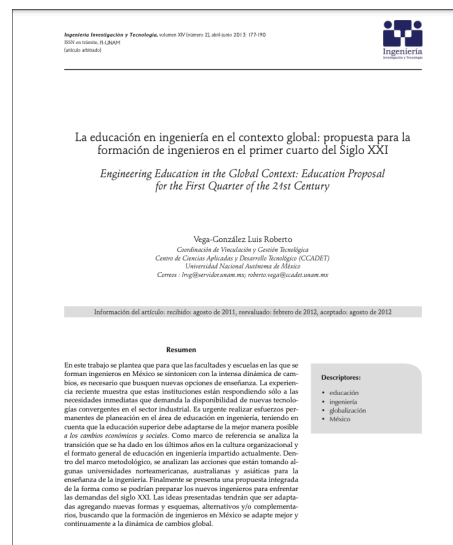 Ingeniería Investigación y Tecnología, volumen XIV (número 2), abril-junio 2013: 177-190
ISSN en trámite, FI-UNAM
(artículo arbitrado)
Ingeniería
Investigación y Tecnología
La educación en ingeniería en el contexto global: propuesta para la
formación de ingenieros en el primer cuarto del Siglo XXI
Engineering Education in the Global Context: Education Proposal
for the First Quarter of the 21st Century
Vega-González Luis Roberto
Coordinación de Vinculación y Gestión Tecnológica
Centro de Ciencias Aplicadas y Desarrollo Tecnológico (CCADET)
Universidad Nacional Autónoma de México
Correos : lrvg@servidor.unam.mx; roberto.vega@ccadet.unam.mx
Información del artículo: recibido: agosto de 2011, reevaluado: febrero de 2012, aceptado: agosto de 2012
Resumen
En este trabajo se plantea que para que las facultades y escuelas en las que se
forman ingenieros en México se sintonicen con la intensa dinámica de cam-
bios, es necesario que busquen nuevas opciones de enseñanza. La experien-
cia reciente muestra que estas instituciones están respondiendo sólo a las
necesidades inmediatas que demanda la disponibilidad de nuevas tecnolo-
gías convergentes en el sector industrial. Es urgente realizar esfuerzos per-
manentes de planeación en el área de educación en ingeniería, teniendo en
cuenta que la educación superior debe adaptarse de la mejor manera posible
a los cambios económicos y sociales. Como marco de referencia se analiza la
transición que se ha dado en los últimos años en la cultura organizacional y
el formato general de educación en ingeniería impartido actualmente. Den-
tro del marco metodológico, se analizan las acciones que están tomando al-
gunas universidades norteamericanas, australianas y asiáticas para la
enseñanza de la ingeniería. Finalmente se presenta una propuesta integrada
de la forma como se podrían preparar los nuevos ingenieros para enfrentar
las demandas del siglo XXI. Las ideas presentadas tendrán que ser adapta-
das agregando nuevas formas y esquemas, alternativos y/o complementa-
rios, buscando que la formación de ingenieros en México se adapte mejor y
continuamente a la dinámica de cambios global.
Descriptores:
• educación
• ingeniería
• globalización
• México